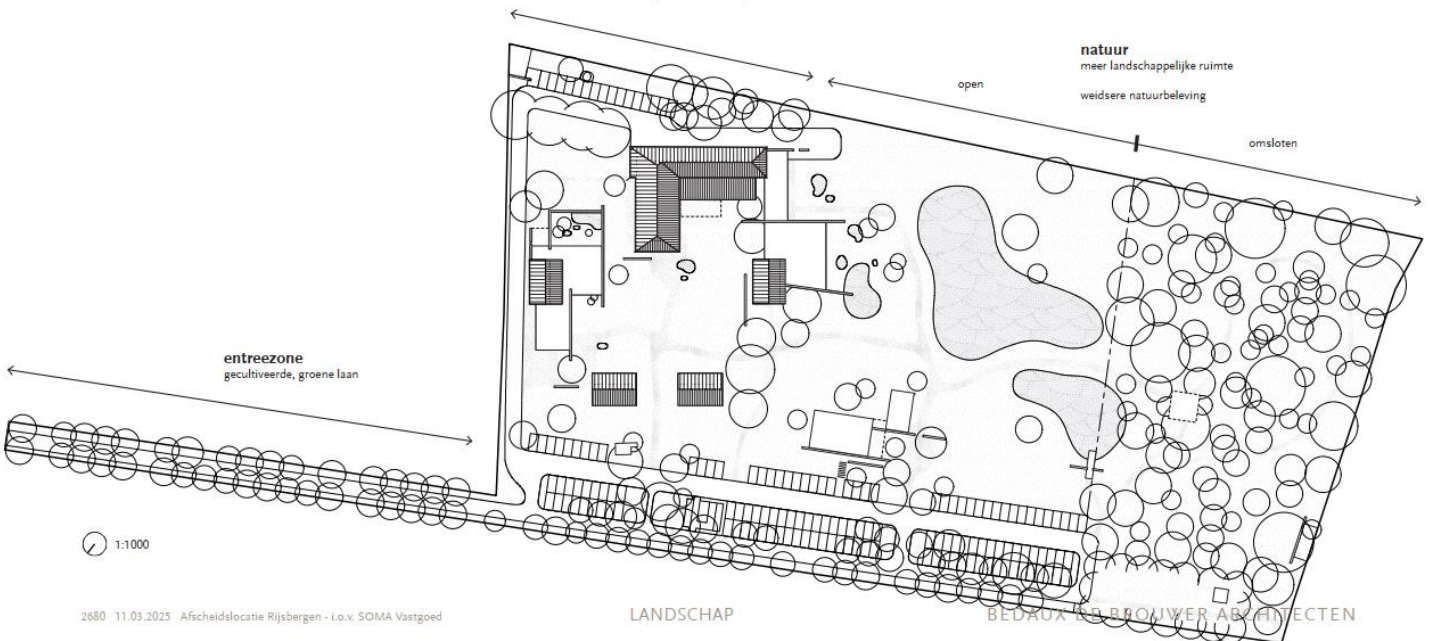 natuur
meer landschappelijke ruimte
weidsere natuurbeleving
open
omsloten
entreezone
gecultiveerde, groene laan
1:1000
2680 11.03.2025 Afscheidslocatie Rijsbergen - i.o.v. SOMA Vastgoed
LANDSCHAP
BEDAUX DE BROUWER ARCHITECTEN